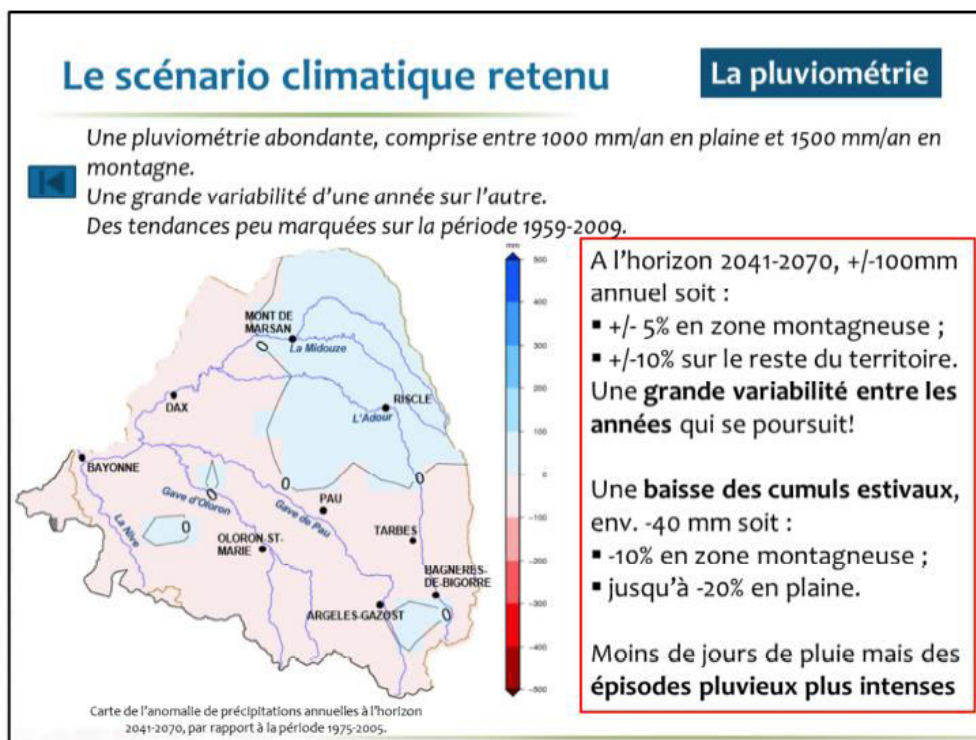 Le scénario climatique retenu
La pluviométrie
Une pluviométrie abondante, comprise entre 1000 mm/an en plaine et 1500 mm/an en
montagne.
Une grande variabilité d'une année sur l'autre.
Des tendances peu marquées sur la période 1959-2009.
MONT DE
MARSAN
0
La Midouze
DAX
RISCLE
L'Adour
BAYONNE
0
0
0
Gave d'Oloron
PAU
Gave de Pau
La Nive
0
OLORON-ST-
MARIE
TARBES
BAGNERES-
DE-BIGORRE
ARGELES-GAZOST
0
mm
500
400
300
200
100
0
-100
-200
-300
-400
-500
Carte de l'anomalie de précipitations annuelles à l'horizon
2041-2070, par rapport à la période 1975-2005.
A l'horizon 2041-2070, +/-100mm
annuel soit :
▪ +/- 5% en zone montagneuse ;
▪ +/-10% sur le reste du territoire.
Une grande variabilité entre les
années qui se poursuit!
Une baisse des cumuls estivaux,
env. -40 mm soit :
▪ -10% en zone montagneuse ;
▪ jusqu'à -20% en plaine.
Moins de jours de pluie mais des
épisodes pluvieux plus intenses